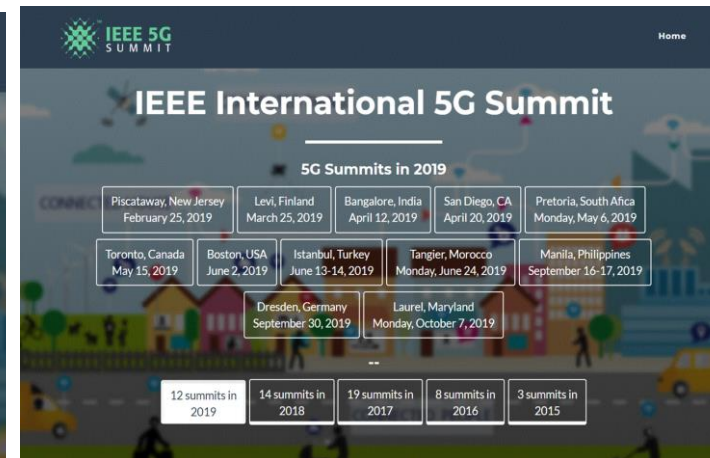 IEEE 5G
SUMMIT
Home
IEEE International 5G Summit
5G Summits in 2019
Piscataway, New Jersey
February 25, 2019
Levi, Finland
March 25, 2019
Bangalore, India
April 12, 2019
San Diego, CA
April 20, 2019
Pretoria, South Afica
Monday, May 6, 2019
Toronto, Canada
May 15, 2019
Boston, USA
June 2, 2019
Istanbul, Turkey
June 13-14, 2019
Tangier, Morocco
Monday, June 24, 2019
Manila, Philippines
September 16-17, 2019
Dresden, Germany
September 30, 2019
Laurel, Maryland
Monday, October 7, 2019
--
12 summits in
2019
14 summits in
2018
19 summits in
2017
8 summits in
2016
3 summits in
2015